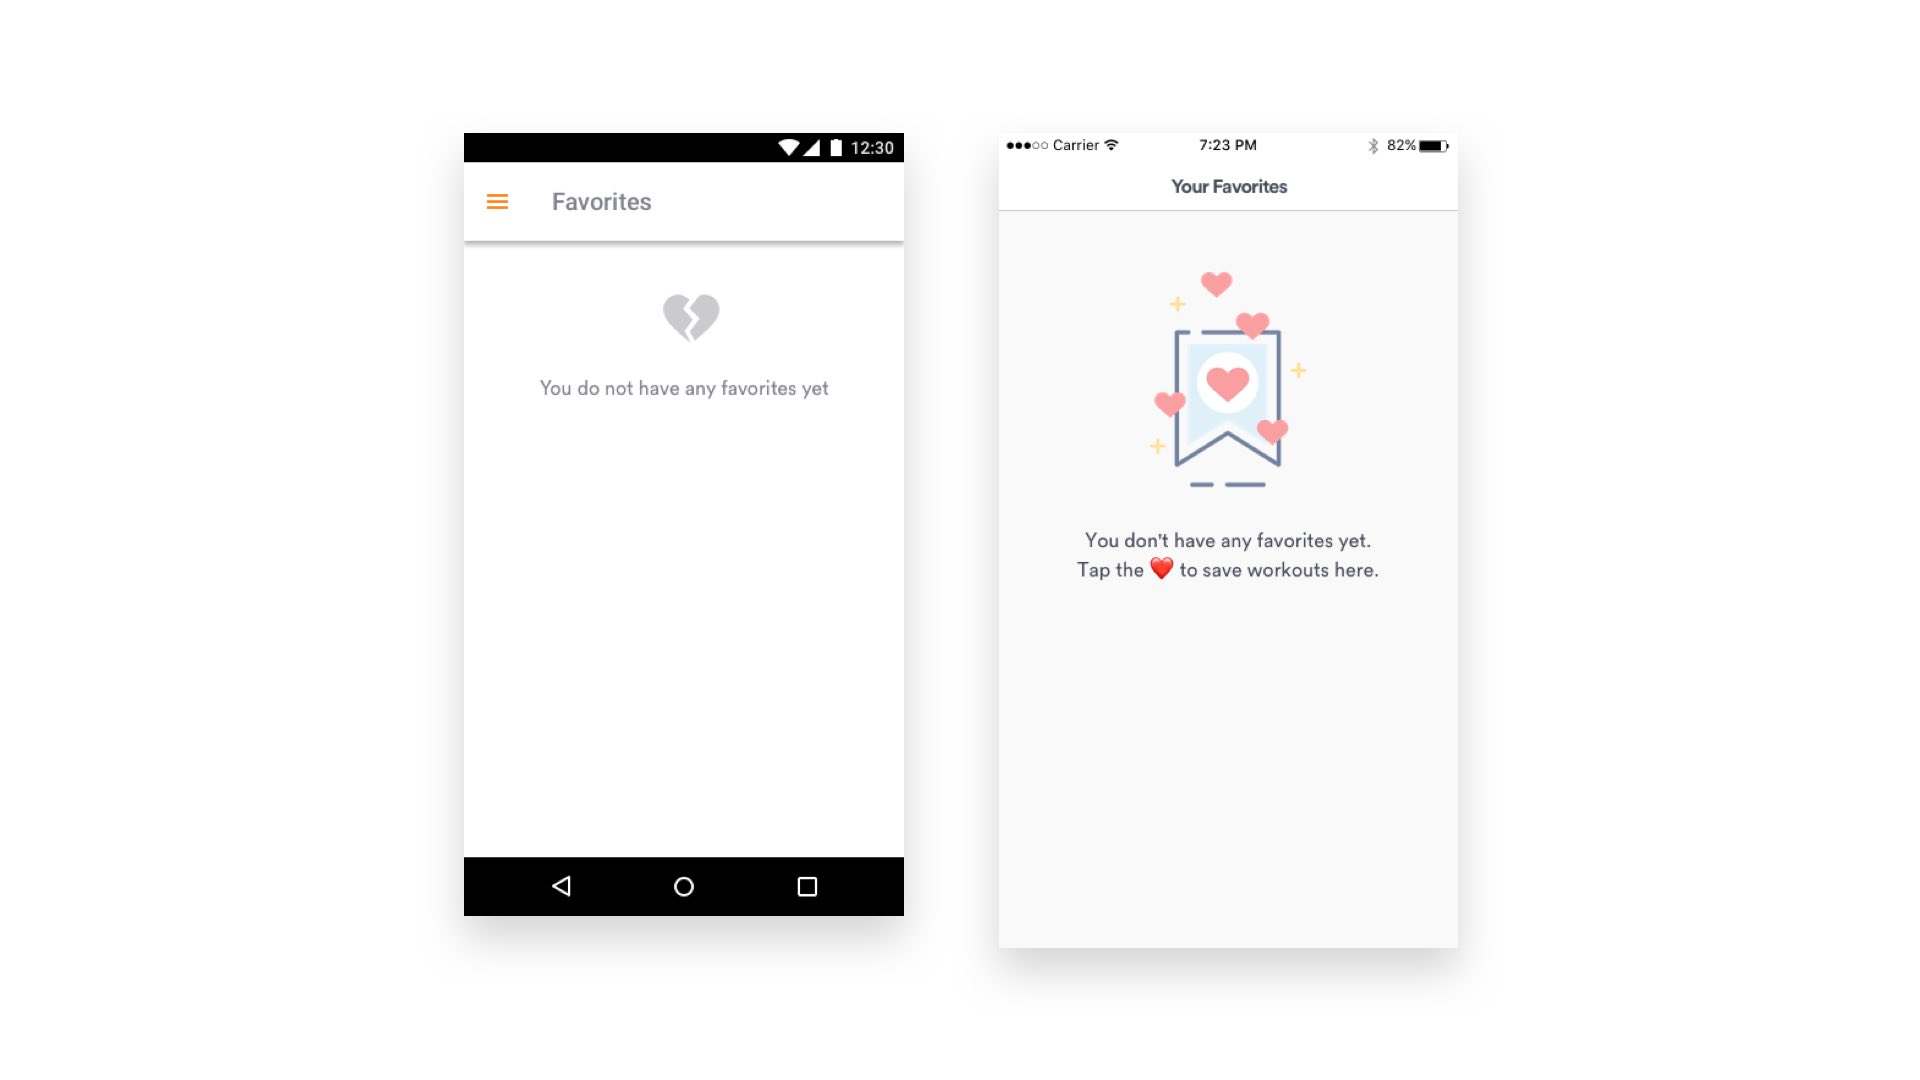 12:30
Favorites
You do not have any favorites yet
Carrier 7:23 PM 82%
Your Favorites
You don't have any favorites yet.
Tap the ❤️ to save workouts here.